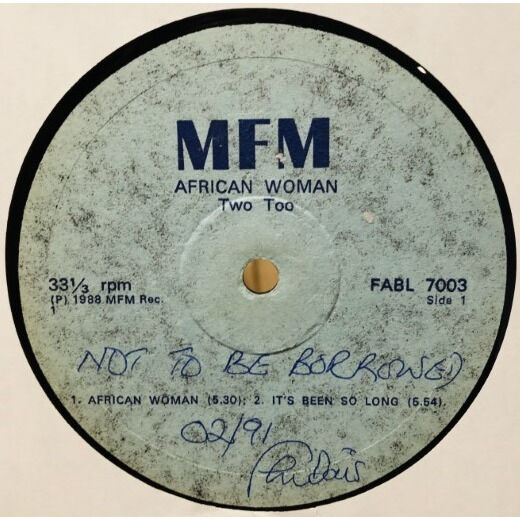 MFM
AFRICAN WOMAN
Two Too
33⅓ rpm
(P) 1988 MFM Rec.
1
FABL 7003
Side 1
NOT TO BE BORROWED
1. AFRICAN WOMAN (5.30); 2. IT'S BEEN SO LONG (5.54).
02/91